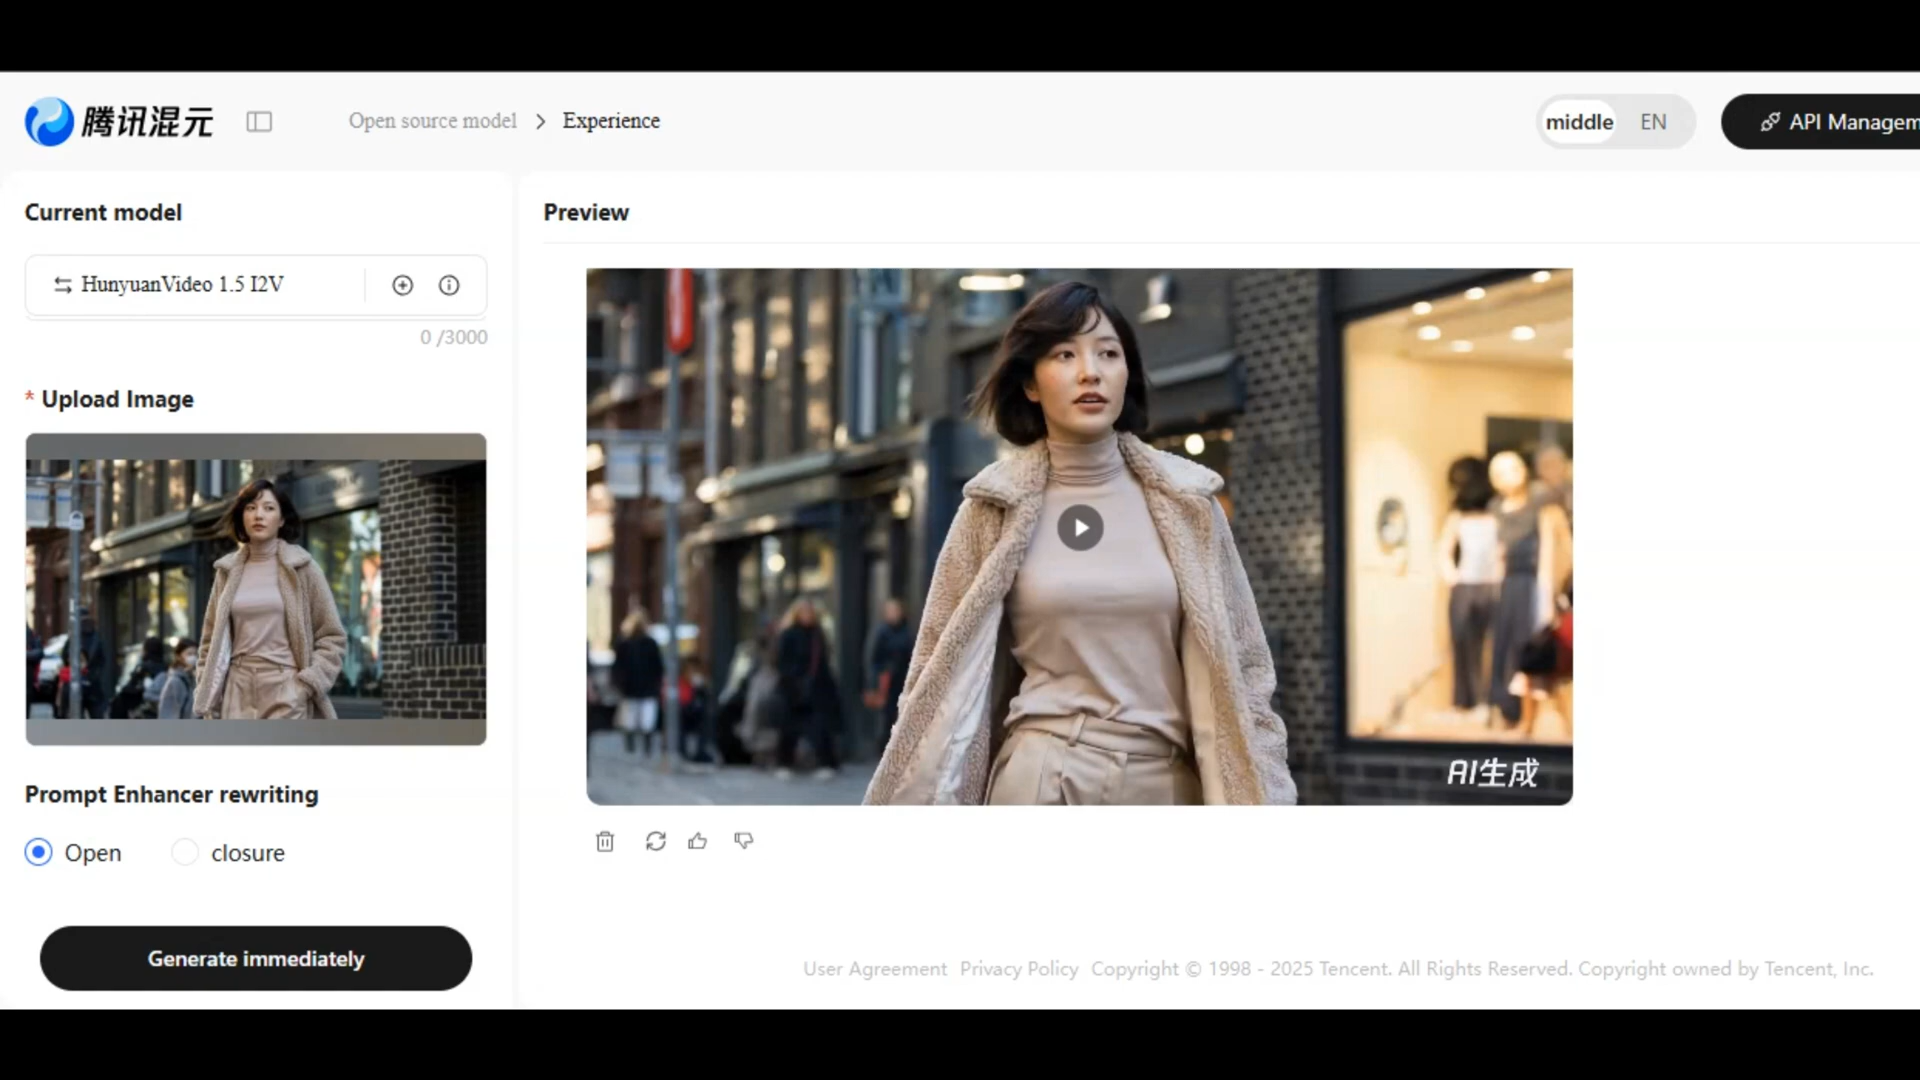 腾讯混元
Open source model > Experience
middle EN
API Managem
Current model
HunyuanVideo 1.5 I2V
0 /3000
* Upload Image
Prompt Enhancer rewriting
Open closure
Generate immediately
Preview
AI生成
User Agreement Privacy Policy Copyright © 1998 - 2025 Tencent. All Rights Reserved. Copyright owned by Tencent, Inc.